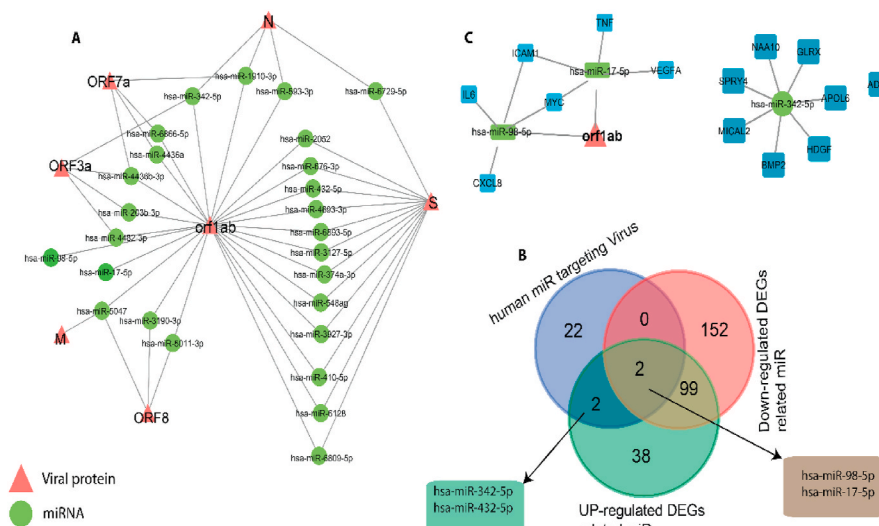 A
N
ORF7a
hsa-miR-1910-3p
hsa-miR-342-5p
hsa-miR-593-3p
hsa-miR-6729-5p
hsa-miR-6866-5p
hsa-miR-4436a
ORF3a
hsa-miR-4436b-3p
hsa-miR-203b-3p
hsa-miR-4482-3p
hsa-miR-98-5p
hsa-miR-17-5p
hsa-miR-5047
M
hsa-miR-3190-3p
hsa-miR-5011-3p
ORF8
orf1ab
S
hsa-miR-2052
hsa-miR-676-3p
hsa-miR-432-5p
hsa-miR-4693-3p
hsa-miR-6893-5p
hsa-miR-3127-5p
hsa-miR-374a-3p
hsa-miR-548ag
hsa-miR-3927-3p
hsa-miR-410-5p
hsa-miR-6128
hsa-miR-6809-5p
Viral protein
miRNA
C
TNF
ICAM1
hsa-miR-17-5p
VEGFA
IL6
MYC
hsa-miR-98-5p
orf1ab
CXCL8
NAA10
GLRX
SPRY4
hsa-miR-342-5p
APOL6
MICAL2
HDGF
BMP2
AD
B
human miR targeting Virus
Down-regulated DEGs
related miR
22
0
152
2
2
99
38
hsa-miR-342-5p
hsa-miR-432-5p
hsa-miR-98-5p
hsa-miR-17-5p
UP-regulated DEGs